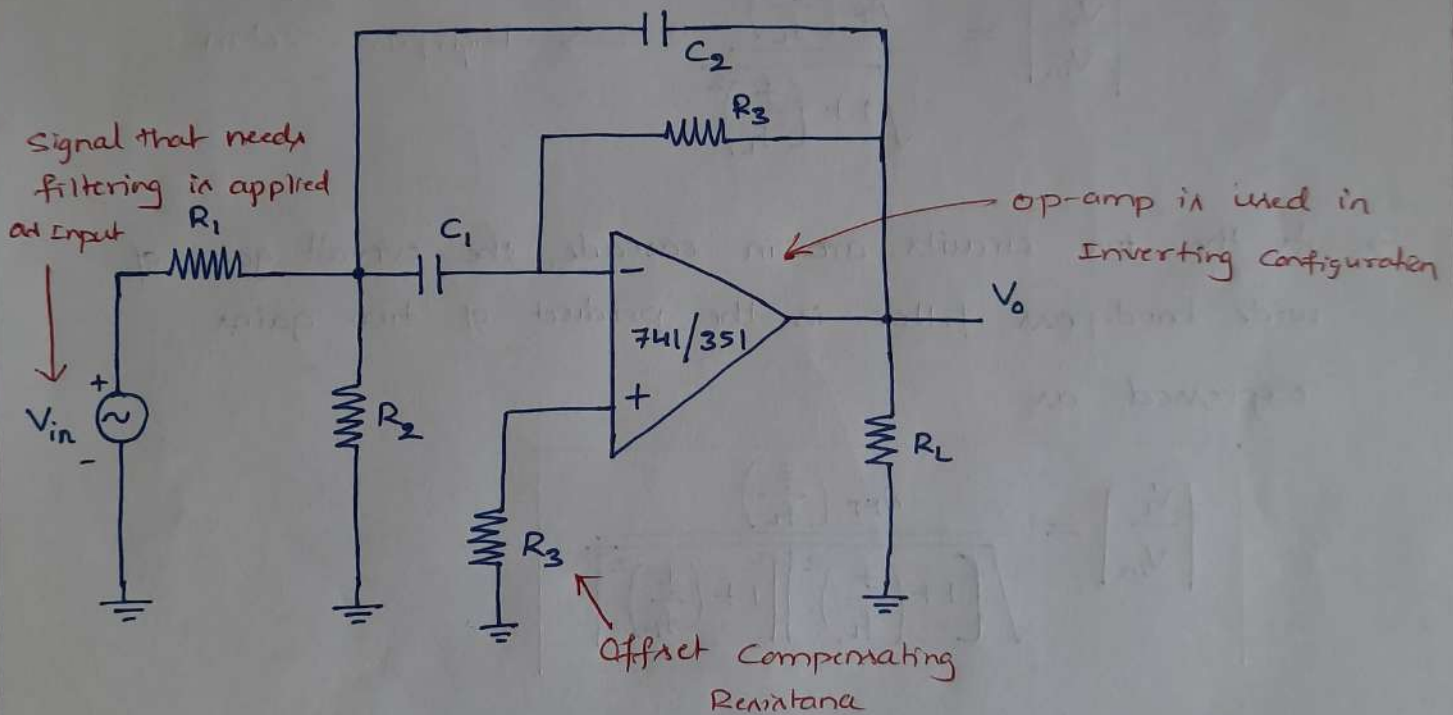 C2
R3
Signal that needs
filtering is applied
as Input
R1
C1
op-amp is used in
Inverting Configuration
Vo
-
741/351
+
+
Vin
-
R2
RL
R3
Offset Compensating
Resistance